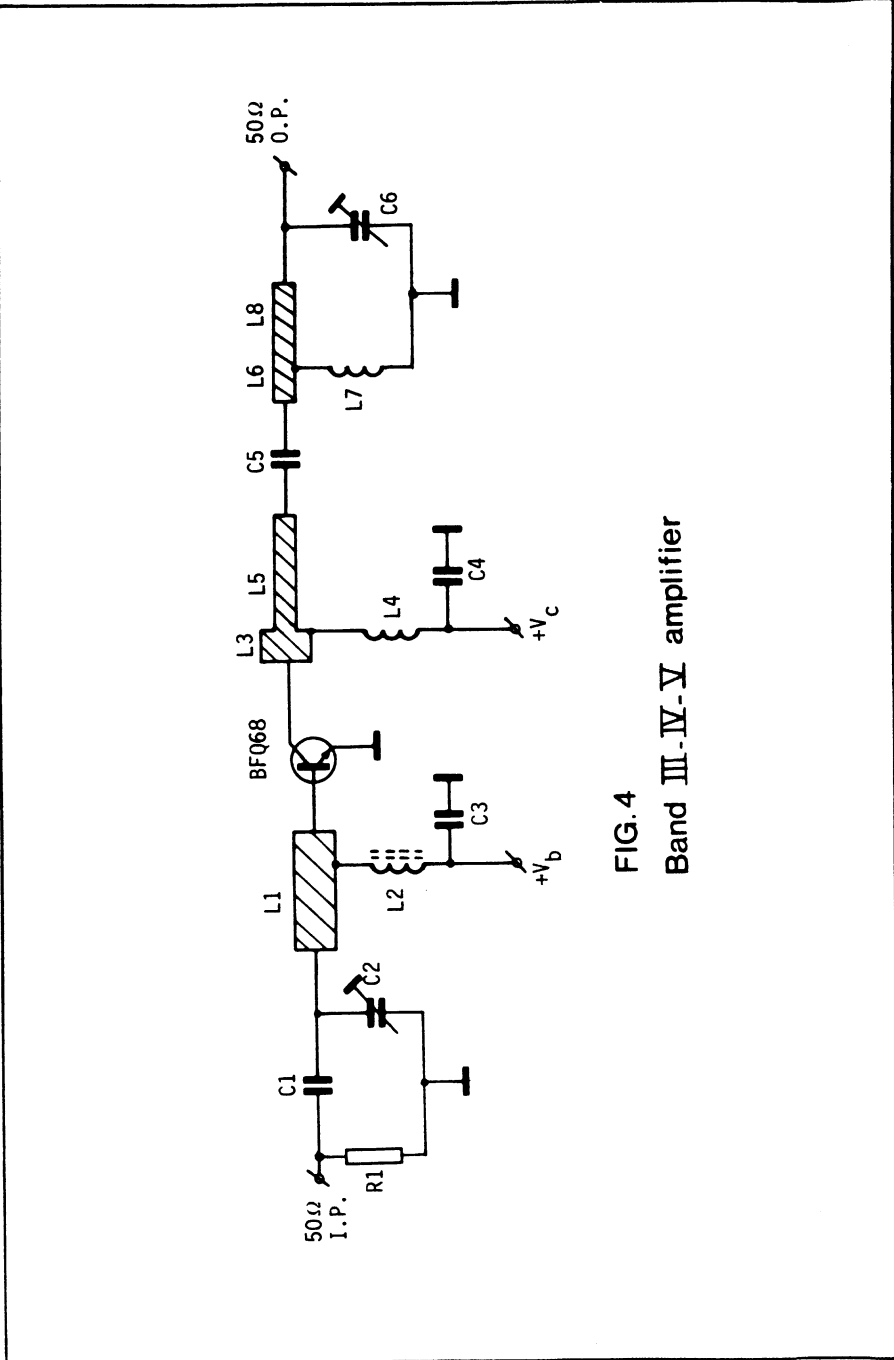 50Ω
I.P.
R1
C1
C2
L1
L2
C3
+Vb
BFQ68
L3
L5
L4
C4
+Vc
C5
L6
L8
L7
C6
50Ω
O.P.
FIG. 4
Band III-IV-V amplifier